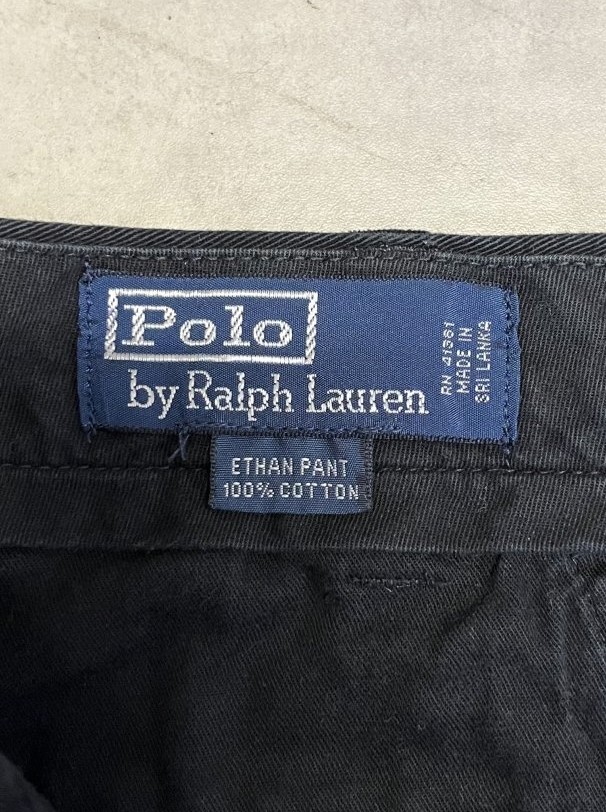 Polo
by Ralph Lauren
RN 41381
MADE IN
SRI LANKA
ETHAN PANT
100% COTTON